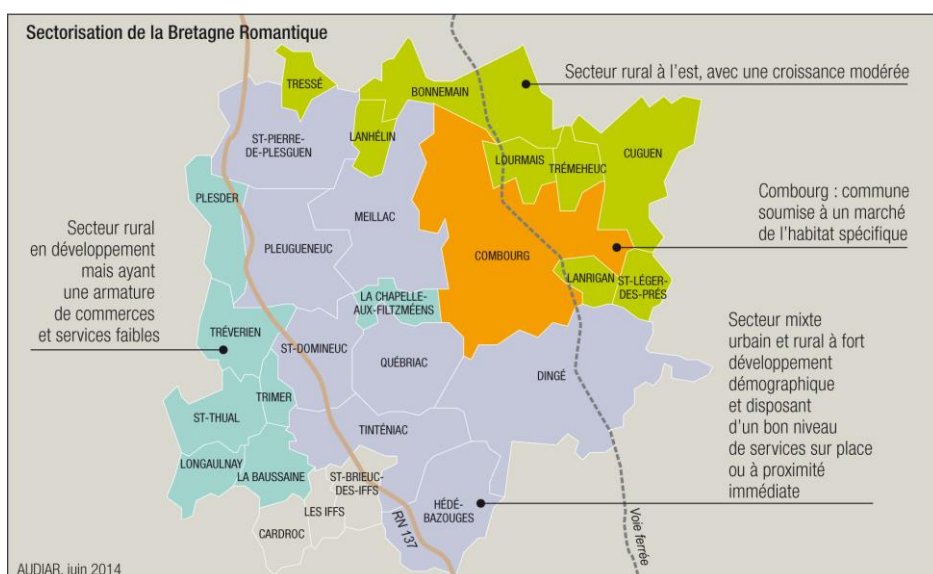 Sectorisation de la Bretagne Romantique
Secteur rural à l'est, avec une croissance modérée
TRESSÉ
BONNEMAIN
ST-PIERRE-
DE-PLESGUEN
LANHÉLIN
LOURMAIS
TRÉMEHEUC
CUGUEN
PLESDER
MEILLAC
Combourg : commune
soumise à un marché
de l'habitat spécifique
Secteur rural
en développement
mais ayant
une armature
de commerces
et services faibles
PLEUGUENEUC
COMBOURG
LANRIGAN
ST-LÉGER-
DES-PRÉS
LA CHAPELLE-
AUX-FILTZMÉENS
TRÉVERIEN
ST-DOMINEUC
QUÉBRIAC
DINGÉ
Secteur mixte
urbain et rural à fort
développement
démographique
et disposant
d'un bon niveau
de services sur place
ou à proximité
immédiate
TRIMER
ST-THUAL
TINTÉNIAC
LONGAULNAY
LA BAUSSAINE
ST-BRIEUC-
DES-IFFS
HÉDÉ-
BAZOUGES
LES IFFS
CARDROC
RN 137
Voie ferrée
AUDIAR, juin 2014